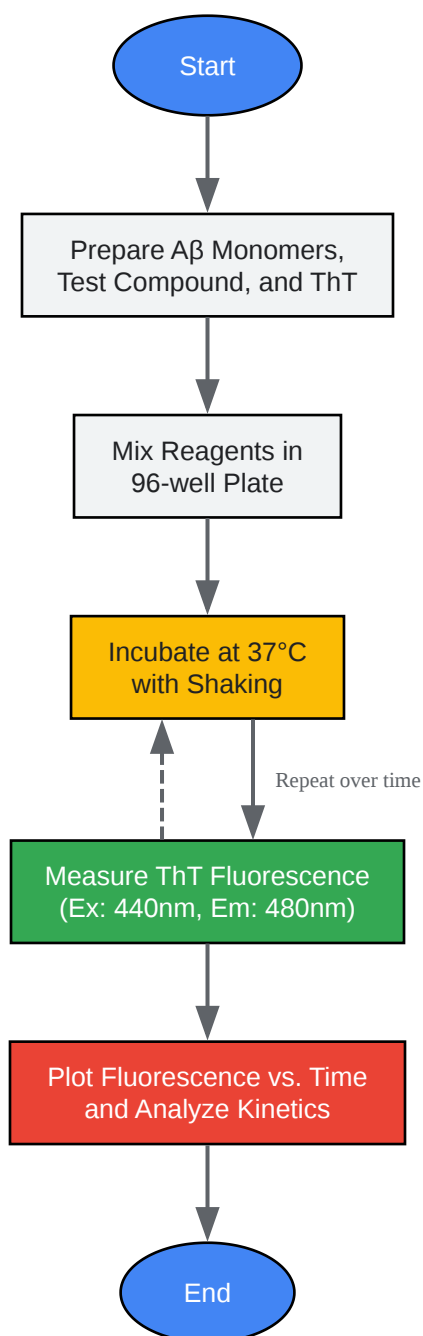 Start
Prepare Aβ Monomers,
Test Compound, and ThT
Mix Reagents in
96-well Plate
Incubate at 37°C
with Shaking
Repeat over time
Measure ThT Fluorescence
(Ex: 440nm, Em: 480nm)
Plot Fluorescence vs. Time
and Analyze Kinetics
End